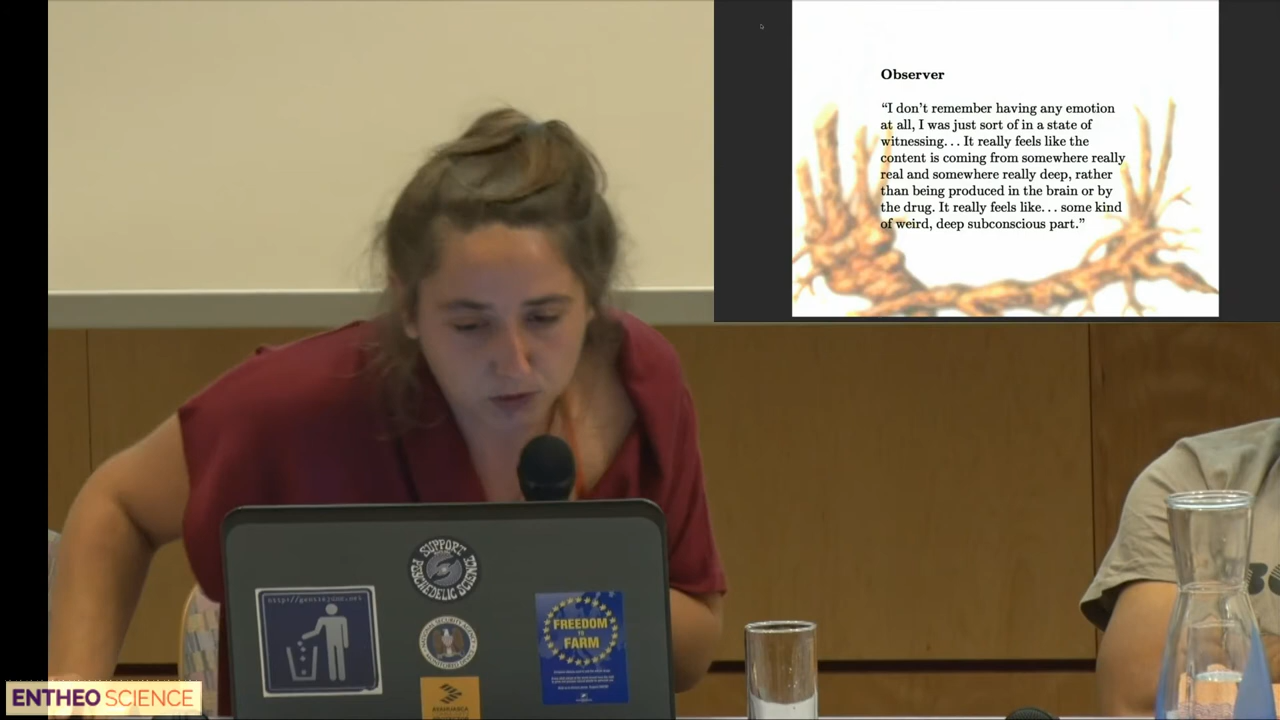 Observer
“I don’t remember having any emotion
at all, I was just sort of in a state of
witnessing. . . It really feels like the
content is coming from somewhere really
real and somewhere really deep, rather
than being produced in the brain or by
the drug. It really feels like. . . some kind
of weird, deep subconscious part.”
SUPPORT
PSYCHEDELIC SCIENCE
FREEDOM
TO
FARM
ENTHEO SCIENCE